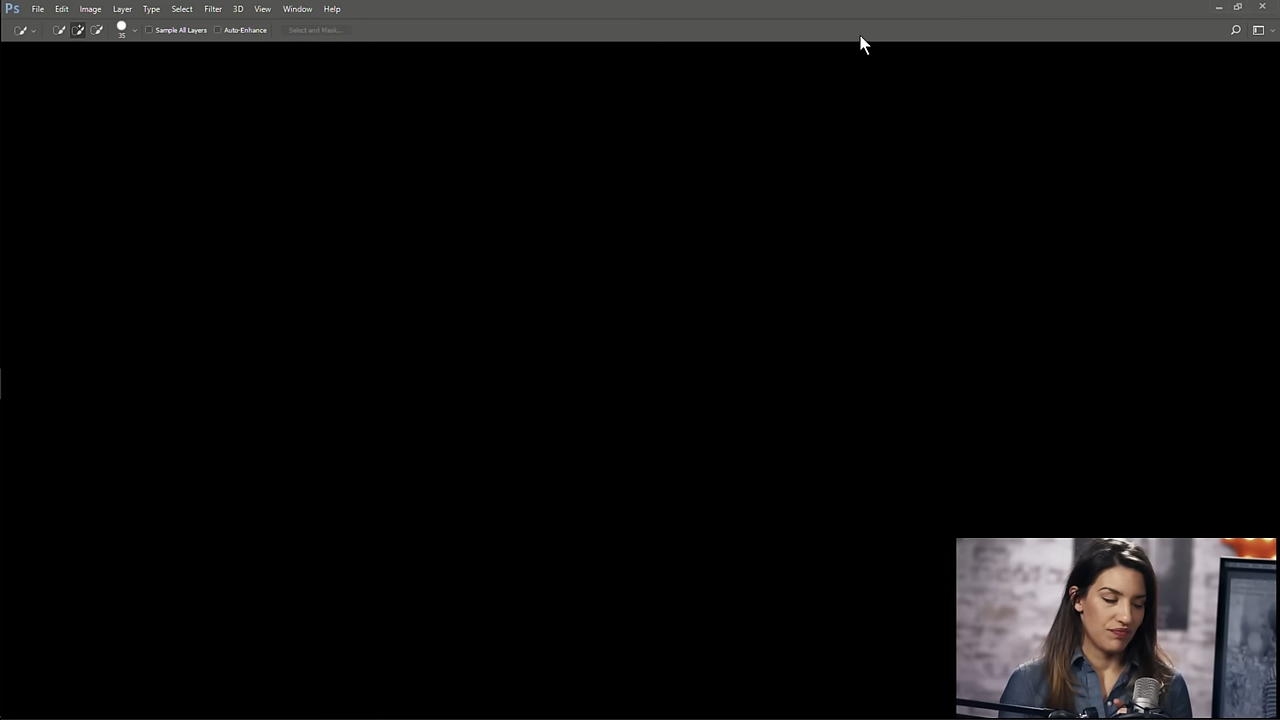 Ps File Edit Image Layer Type Select Filter 3D View Window Help
35 Sample All Layers Auto-Enhance Select and Mask...